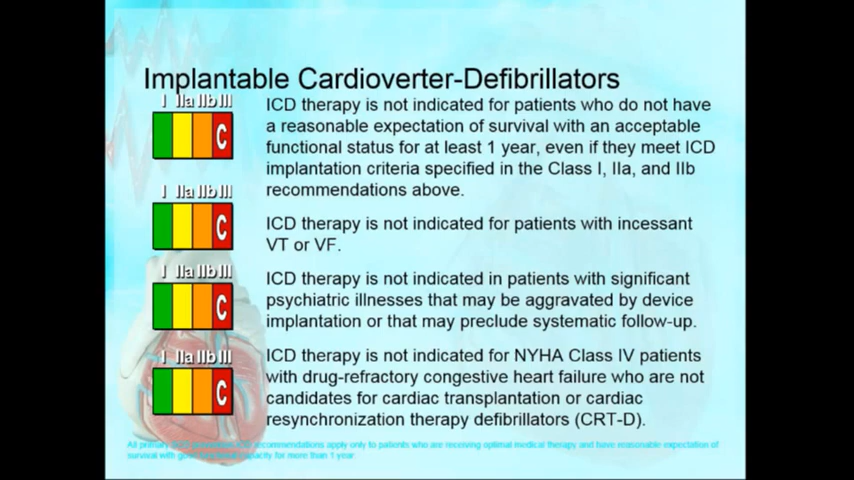 Implantable Cardioverter-Defibrillators
I IIa IIb III
C
ICD therapy is not indicated for patients who do not have
a reasonable expectation of survival with an acceptable
functional status for at least 1 year, even if they meet ICD
implantation criteria specified in the Class I, IIa, and IIb
recommendations above.
I IIa IIb III
C
ICD therapy is not indicated for patients with incessant
VT or VF.
I IIa IIb III
C
ICD therapy is not indicated in patients with significant
psychiatric illnesses that may be aggravated by device
implantation or that may preclude systematic follow-up.
I IIa IIb III
C
ICD therapy is not indicated for NYHA Class IV patients
with drug-refractory congestive heart failure who are not
candidates for cardiac transplantation or cardiac
resynchronization therapy defibrillators (CRT-D).
All primary recommendations apply only to patients who are receiving optimal medical therapy and have reasonable expectation of
survival with good capacity for more than 1 year.